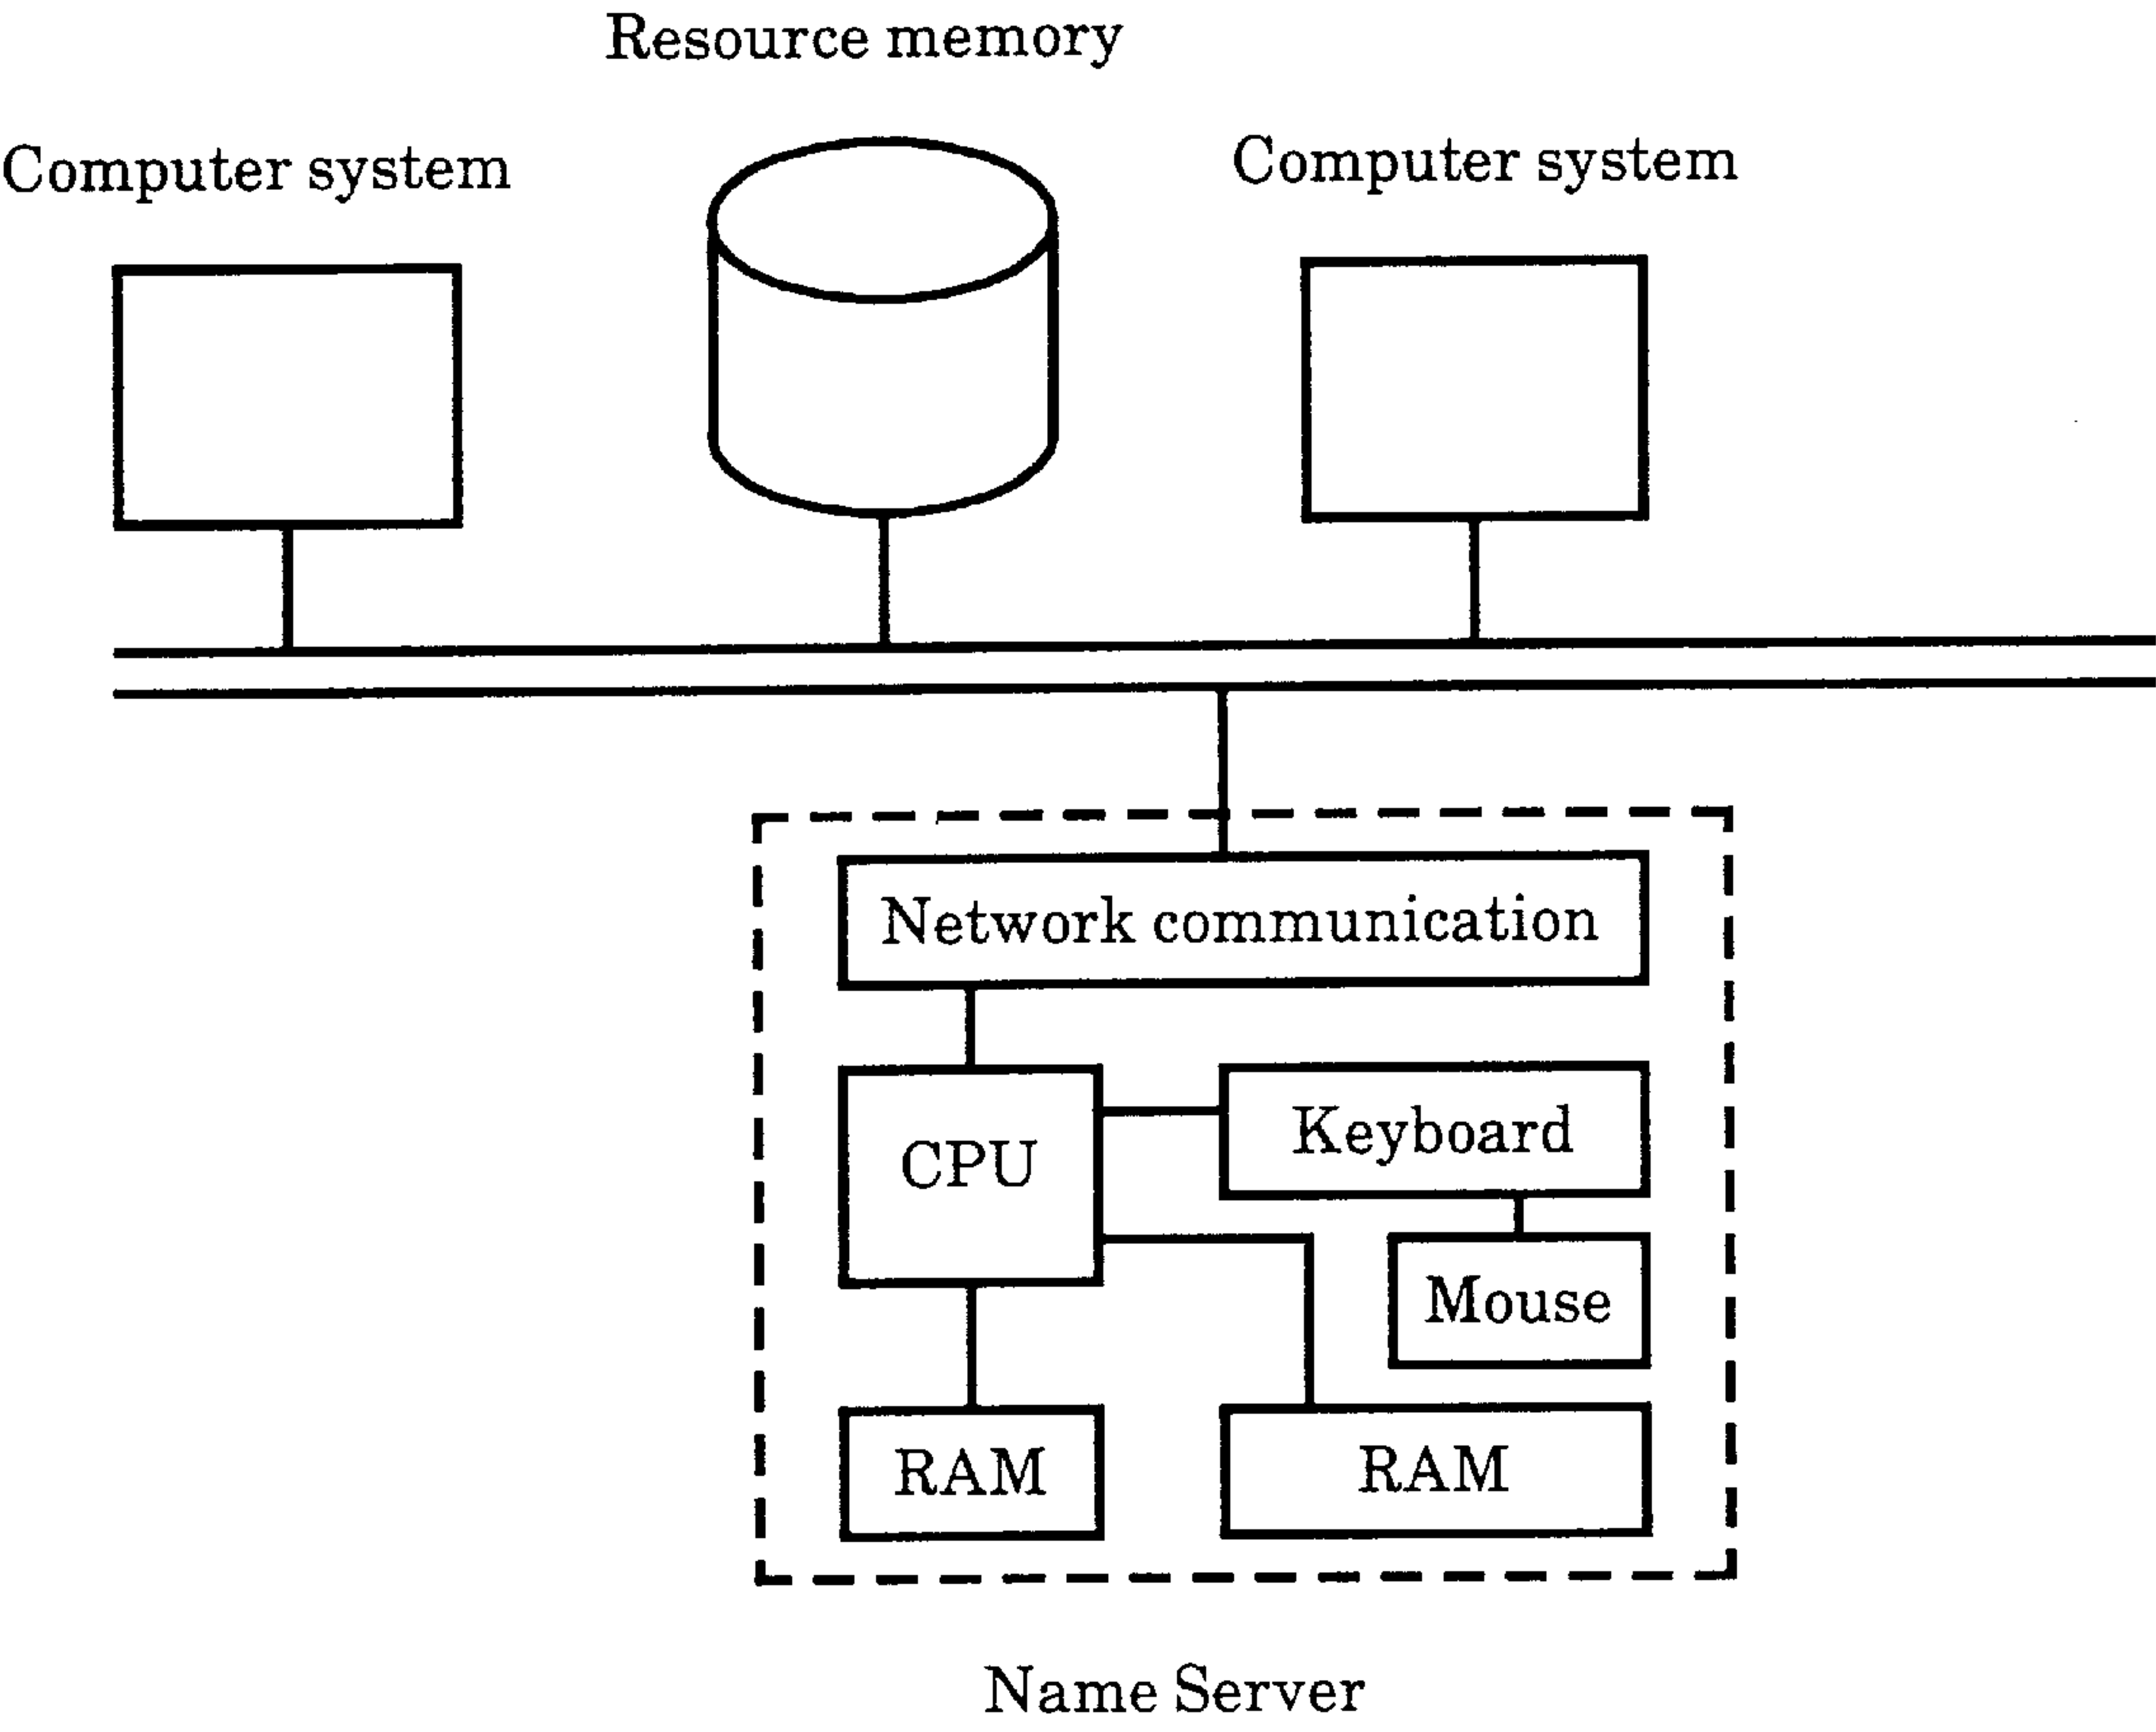 Resource memory
Computer system
Computer system
Network communication
CPU
Keyboard
Mouse
RAM
RAM
Name Server